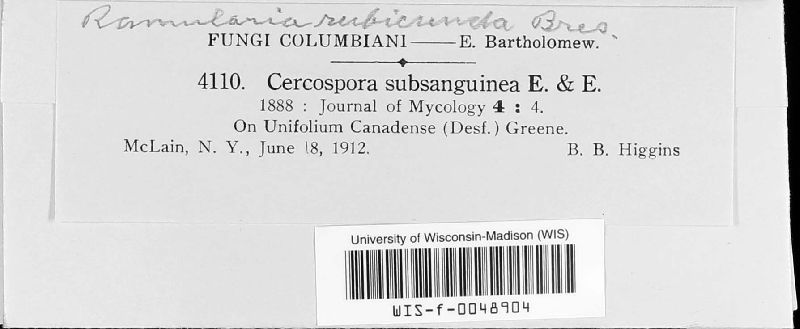 Ramularia rubicunda Bres.
FUNGI COLUMBIANI — E. Bartholomew.
4110. Cercospora subsanguinea E. & E.
1888 : Journal of Mycology 4 : 4.
On Unifolium Canadense (Desf.) Greene.
McLain, N. Y., June 18, 1912. B. B. Higgins
University of Wisconsin-Madison (WIS)
WIS-f-0048904